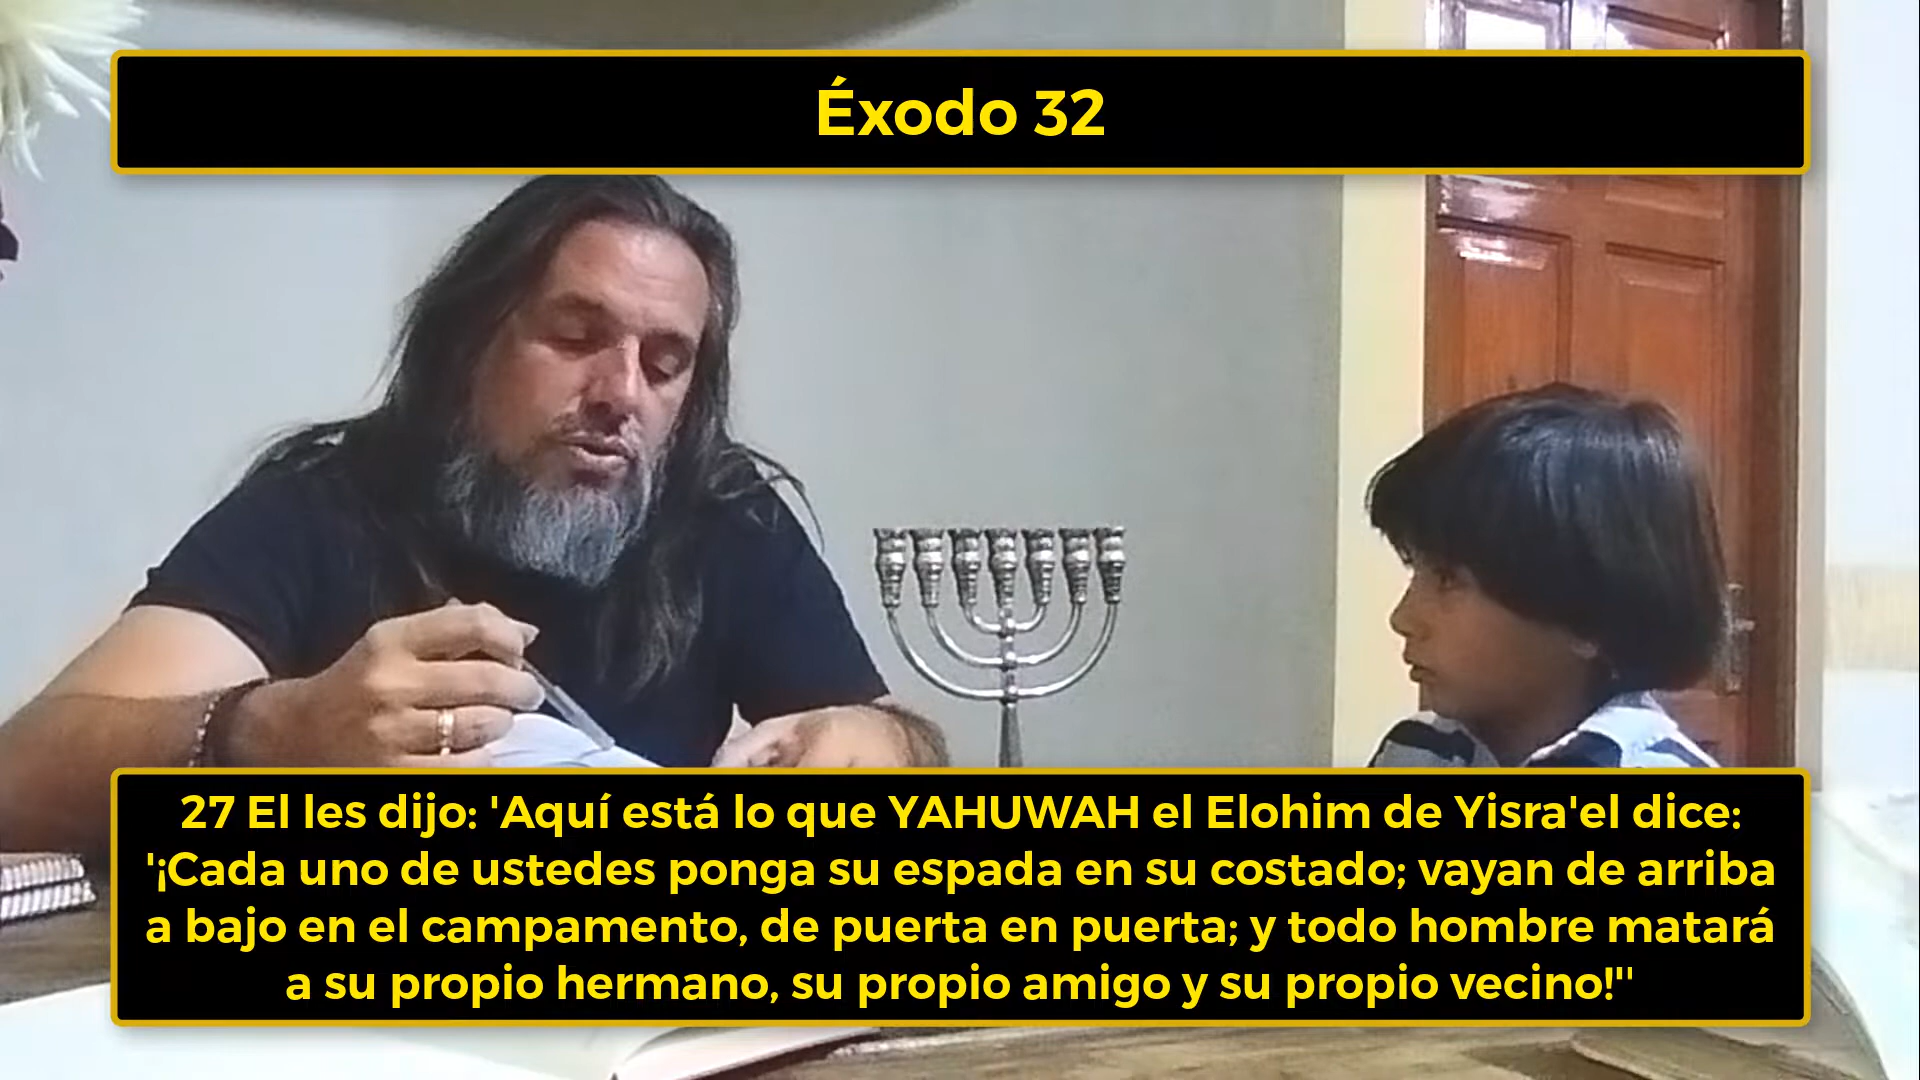 Éxodo 32
27 El les dijo: 'Aquí está lo que YAHUWAH el Elohim de Yisra'el dice:
'¡Cada uno de ustedes ponga su espada en su costado; vayan de arriba
a bajo en el campamento, de puerta en puerta; y todo hombre matará
a su propio hermano, su propio amigo y su propio vecino!''